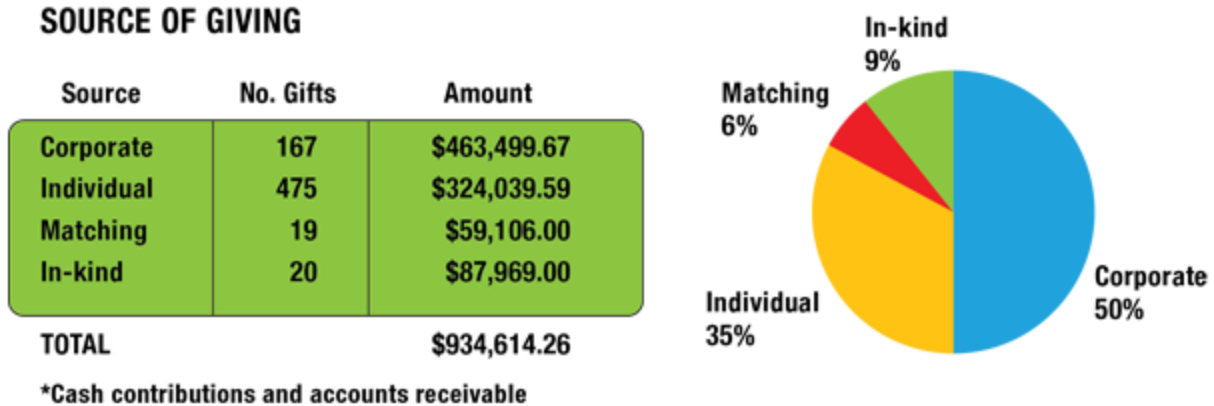 SOURCE OF GIVING
Source No. Gifts Amount
Corporate 167 $463,499.67
Individual 475 $324,039.59
Matching 19 $59,106.00
In-kind 20 $87,969.00
TOTAL $934,614.26
*Cash contributions and accounts receivable
In-kind
9%
Matching
6%
Individual
35%
Corporate
50%